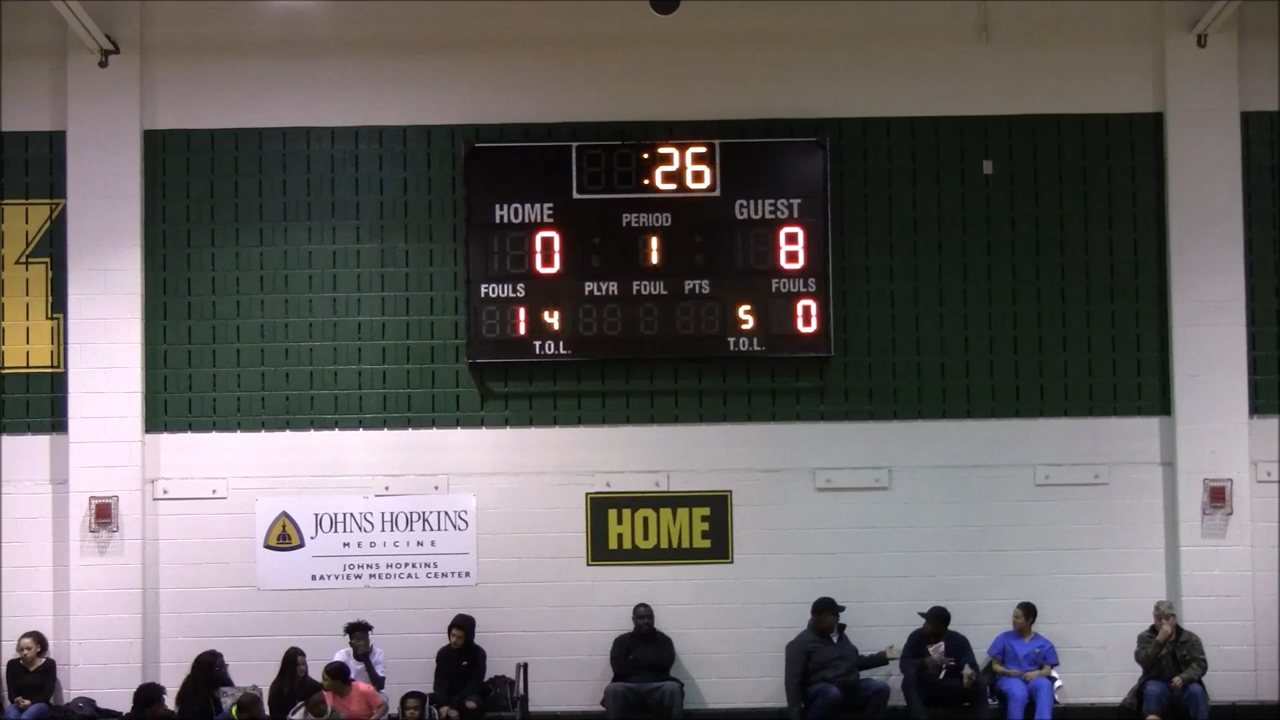 :26
HOME PERIOD GUEST
0 1 8
FOULS PLYR FOUL PTS FOULS
1 4 5 0
T.O.L. T.O.L.
JOHNS HOPKINS
MEDICINE
JOHNS HOPKINS
BAYVIEW MEDICAL CENTER
HOME